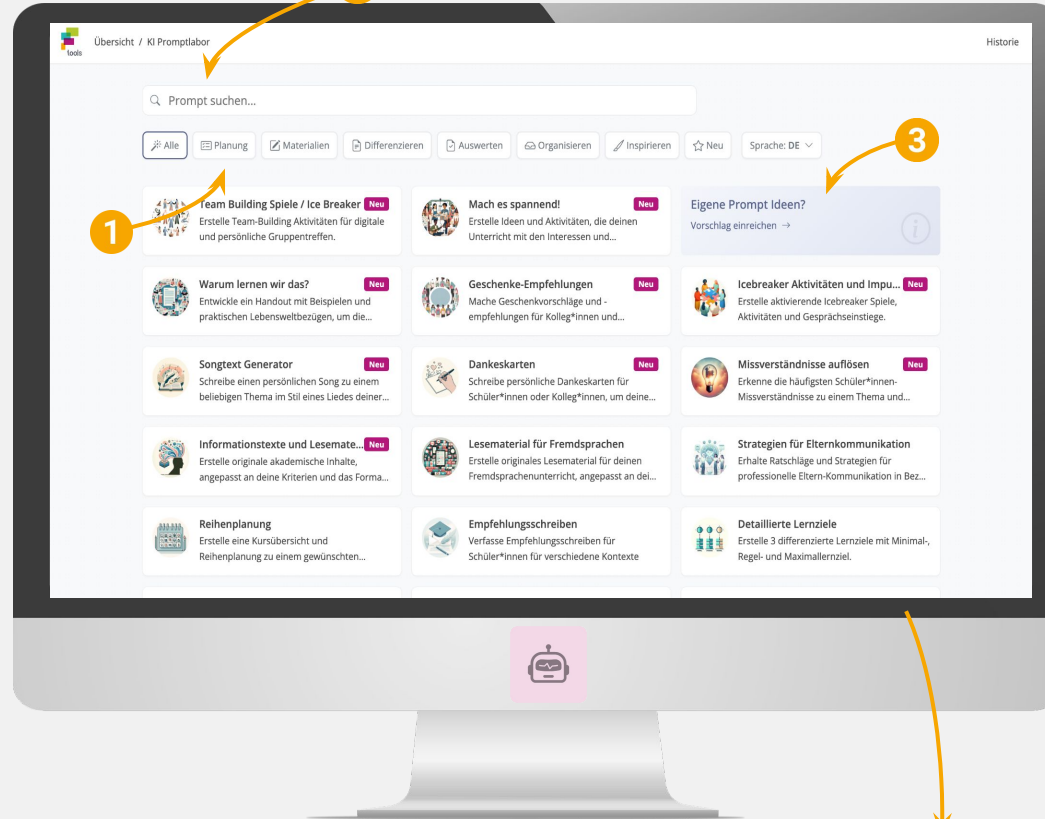 tools
Übersicht / KI Promptlabor
Historie
Prompt suchen...
Alle
Planung
Materialien
Differenzieren
Auswerten
Organisieren
Inspirieren
Neu
Sprache: DE
3
1
Team Building Spiele / Ice Breaker Neu
Erstelle Team-Building Aktivitäten für digitale
und persönliche Gruppentreffen.
Mach es spannend! Neu
Erstelle Ideen und Aktivitäten, die deinen
Unterricht mit den Interessen und...
Eigene Prompt Ideen?
Vorschlag einreichen →
i
Warum lernen wir das? Neu
Entwickle ein Handout mit Beispielen und
praktischen Lebensweltbezügen, um die...
Geschenke-Empfehlungen Neu
Mache Geschenkvorschläge und -
empfehlungen für Kolleg*innen und...
Icebreaker Aktivitäten und Impu... Neu
Erstelle aktivierende Icebreaker Spiele,
Aktivitäten und Gesprächseinstiege.
Songtext Generator Neu
Schreibe einen persönlichen Song zu einem
beliebigen Thema im Stil eines Liedes deiner...
Dankeskarten Neu
Schreibe persönliche Dankeskarten für
Schüler*innen oder Kolleg*innen, um deine...
Missverständnisse auflösen Neu
Erkenne die häufigsten Schüler*innen-
Missverständnisse zu einem Thema und...
Informationstexte und Lesemate... Neu
Erstelle originale akademische Inhalte,
angepasst an deine Kriterien und das Forma...
Lesematerial für Fremdsprachen
Erstelle originales Lesematerial für deinen
Fremdsprachenunterricht, angepasst an dei...
Strategien für Elternkommunikation
Erhalte Ratschläge und Strategien für
professionelle Eltern-Kommunikation in Bez...
Reihenplanung
Erstelle eine Kursübersicht und
Reihenplanung zu einem gewünschten...
Empfehlungsschreiben
Verfasse Empfehlungsschreiben für
Schüler*innen für verschiedene Kontexte
Detaillierte Lernziele
Erstelle 3 differenzierte Lernziele mit Minimal-,
Regel- und Maximallernziel.